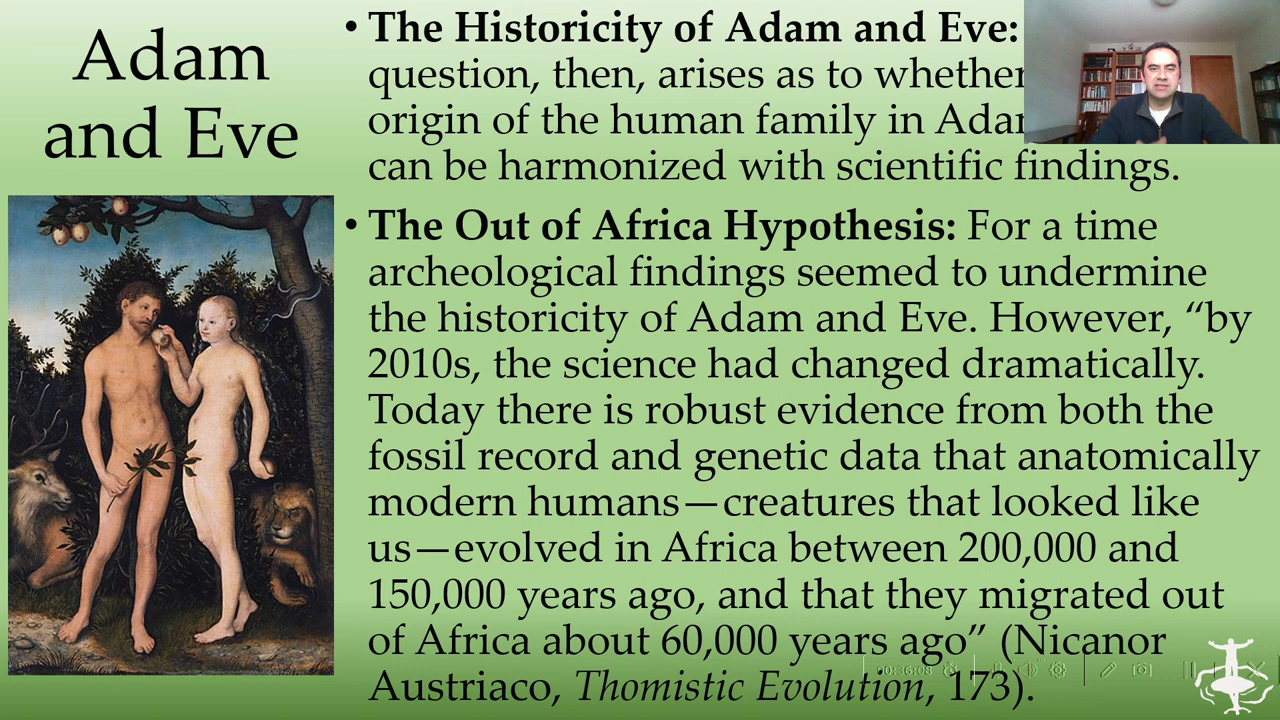 Adam
and Eve
• The Historicity of Adam and Eve:
question, then, arises as to whether
origin of the human family in Adam
can be harmonized with scientific findings.
• The Out of Africa Hypothesis: For a time
archeological findings seemed to undermine
the historicity of Adam and Eve. However, “by
2010s, the science had changed dramatically.
Today there is robust evidence from both the
fossil record and genetic data that anatomically
modern humans—creatures that looked like
us—evolved in Africa between 200,000 and
150,000 years ago, and that they migrated out
of Africa about 60,000 years ago” (Nicanor
Austriaco, Thomistic Evolution, 173).